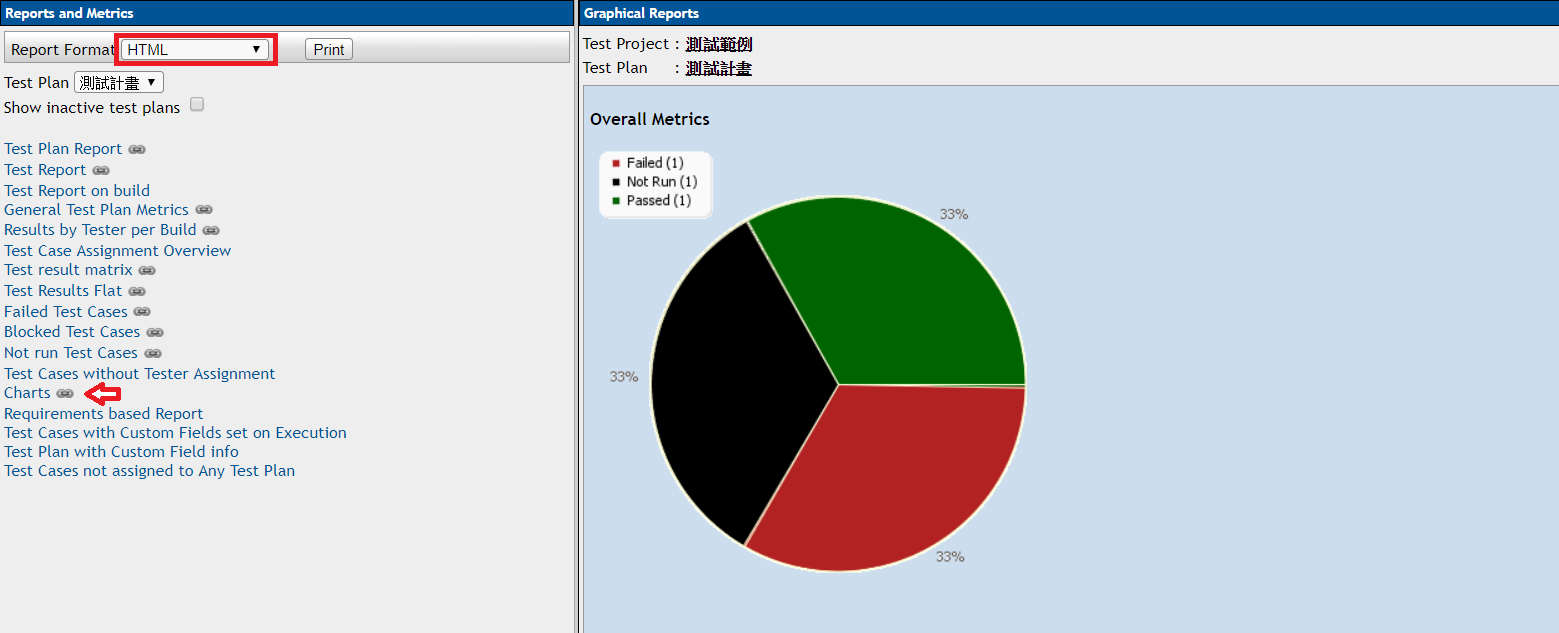 Reports and Metrics
Report Format HTML Print
Test Plan 測試計畫
Show inactive test plans
Test Plan Report
Test Report
Test Report on build
General Test Plan Metrics
Results by Tester per Build
Test Case Assignment Overview
Test result matrix
Test Results Flat
Failed Test Cases
Blocked Test Cases
Not run Test Cases
Test Cases without Tester Assignment
Charts
Requirements based Report
Test Cases with Custom Fields set on Execution
Test Plan with Custom Field info
Test Cases not assigned to Any Test Plan
Graphical Reports
Test Project : 測試範例
Test Plan : 測試計畫
Overall Metrics
Failed (1)
Not Run (1)
Passed (1)
33%
33%
33%